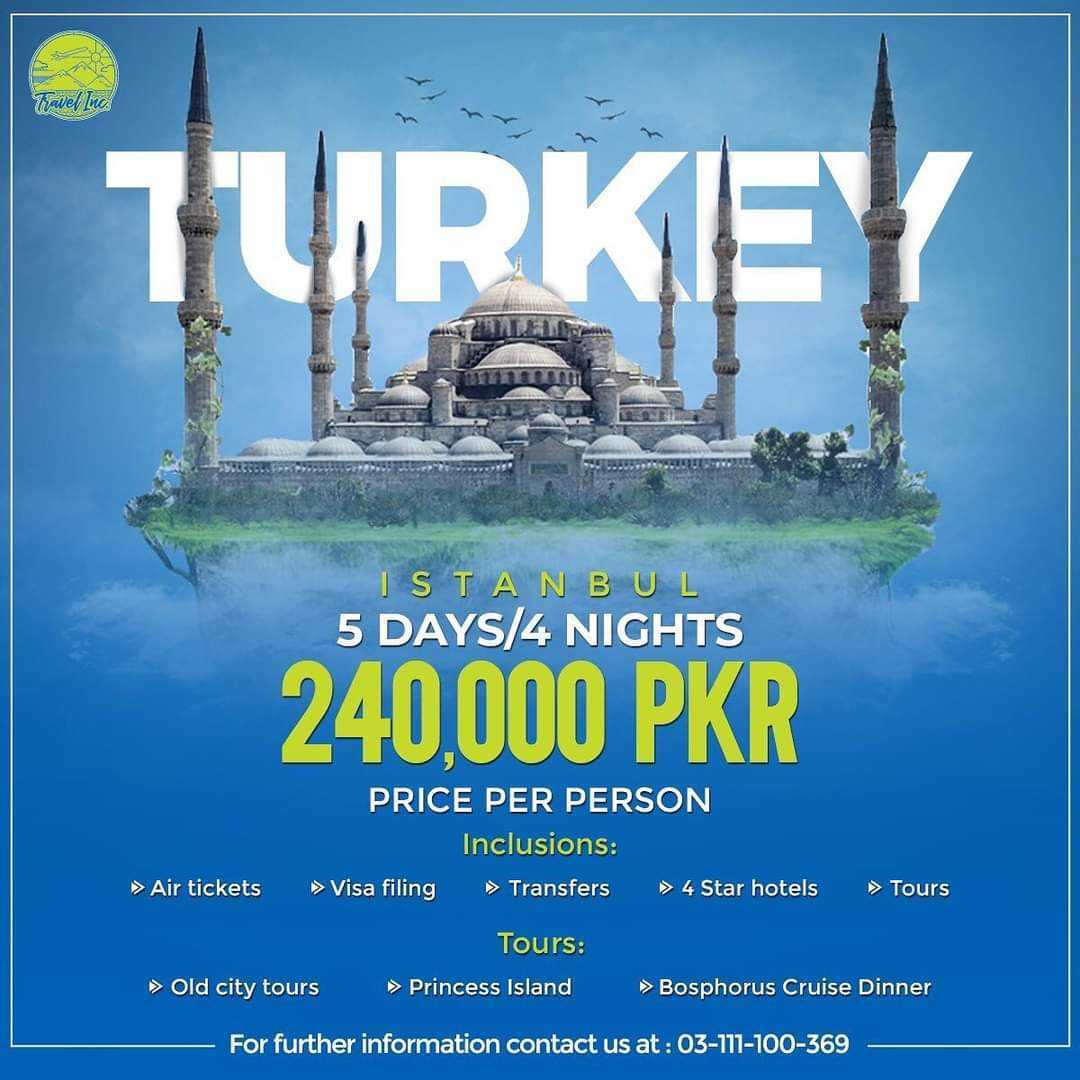 Travel Inc.
TURKEY
ISTANBUL
5 DAYS/4 NIGHTS
240,000 PKR
PRICE PER PERSON
Inclusions:
Air tickets Visa filing Transfers 4 Star hotels Tours
Tours:
Old city tours Princess Island Bosphorus Cruise Dinner
For further information contact us at : 03-111-100-369